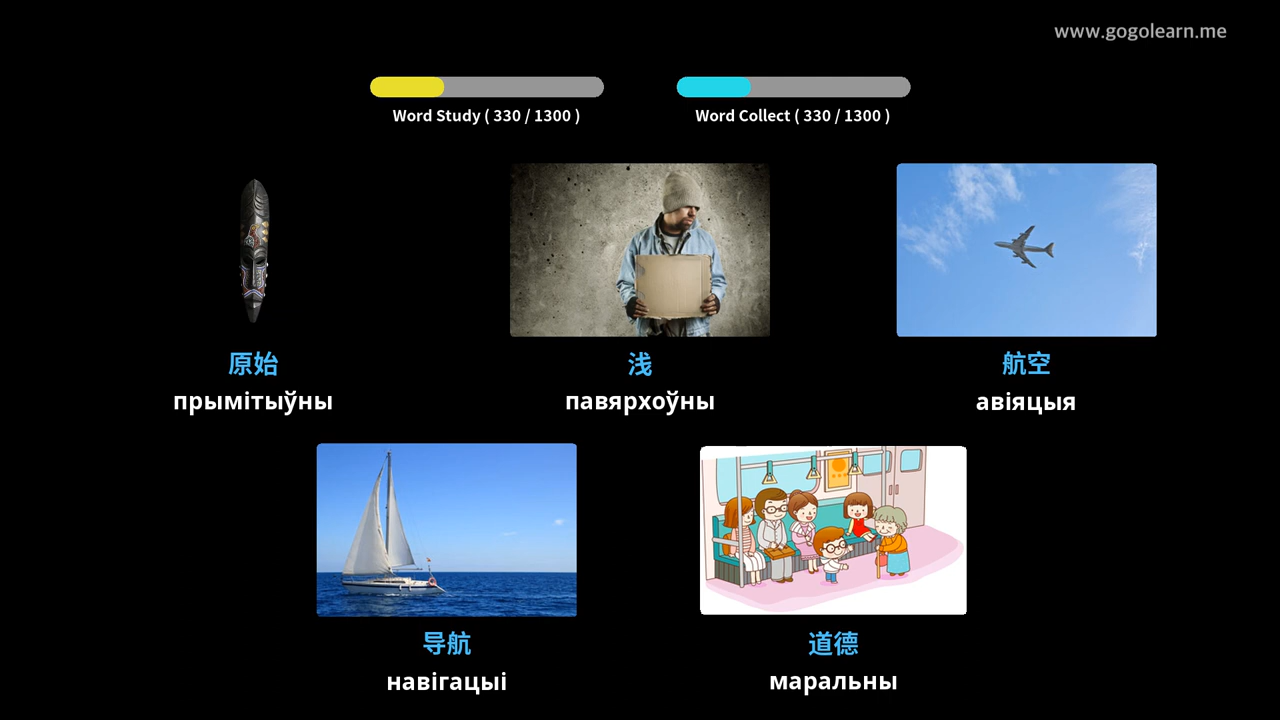 www.gogolearn.me
Word Study ( 330 / 1300 )
Word Collect ( 330 / 1300 )
原始
прымітыўны
浅
павярхоўны
航空
авіяцыя
导航
навігацыі
道德
маральны